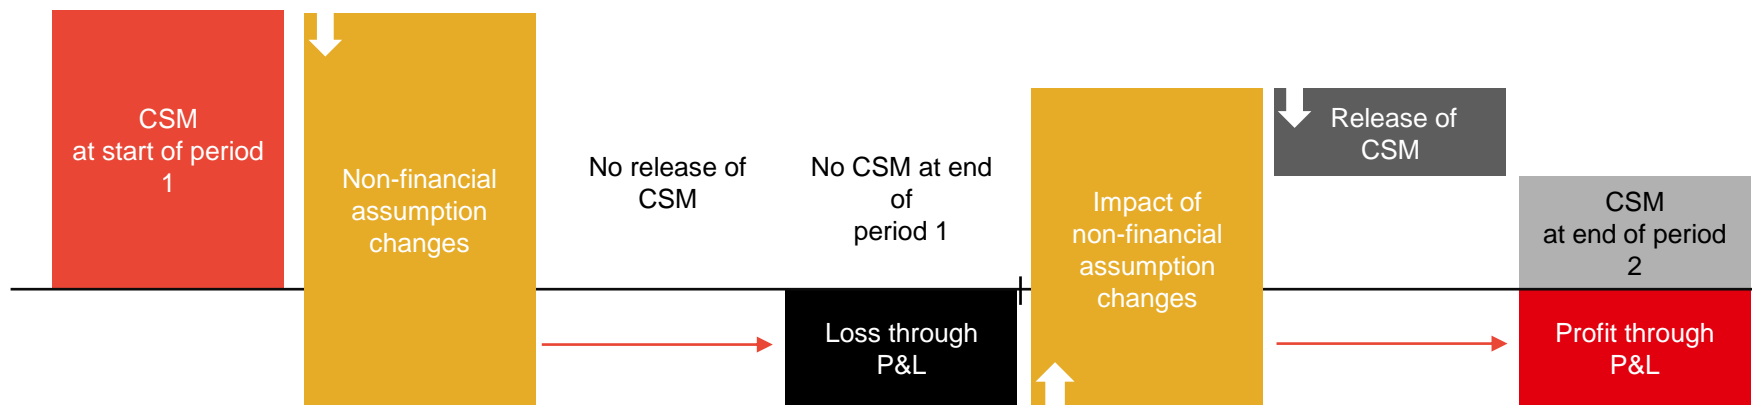 CSM
at start of period
1
Non-financial
assumption
changes
No release of
CSM
No CSM at end
of
period 1
Loss through
P&L
Impact of
non-financial
assumption
changes
Release of
CSM
CSM
at end of period
2
Profit through
P&L